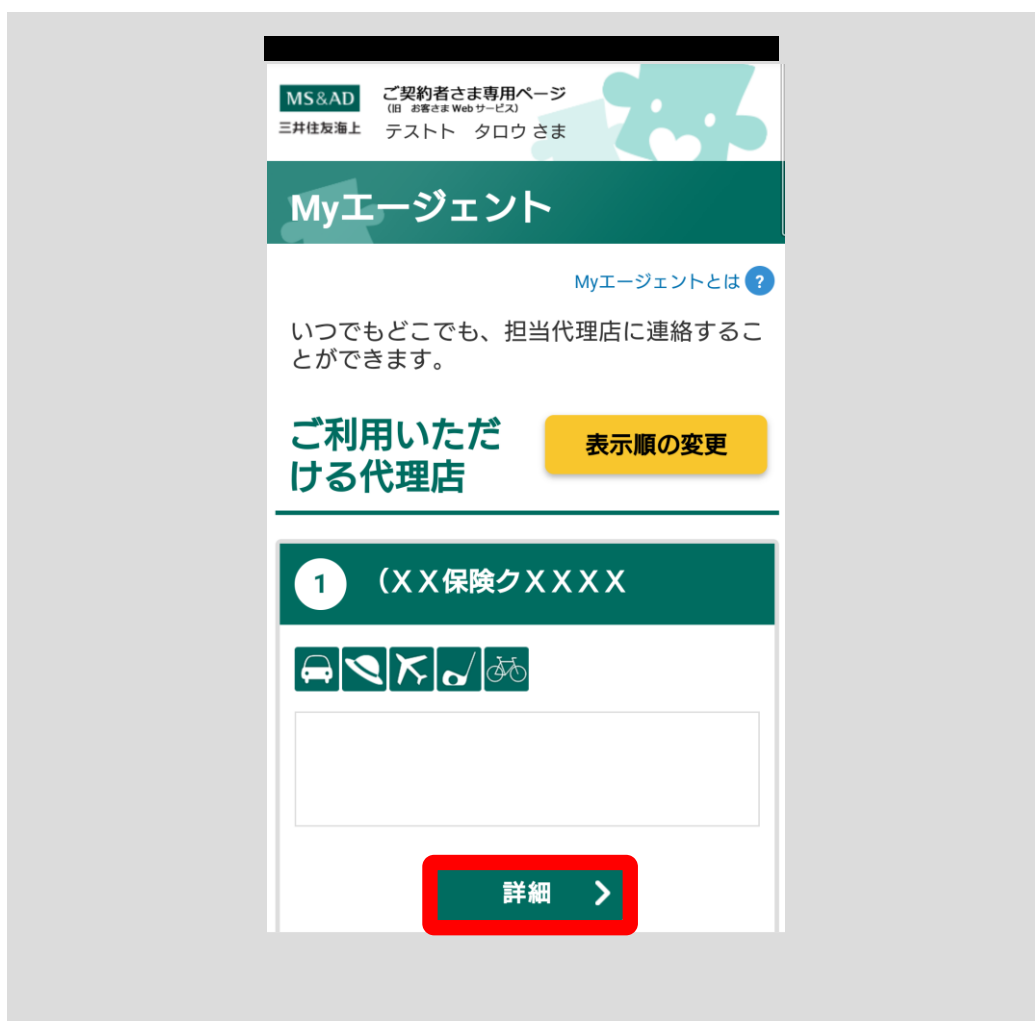 MS&AD
三井住友海上
ご契約者さま専用ページ
(旧 お客さま Web サービス)
テストト　タロウ さま
Myエージェント
Myエージェントとは ?
いつでもどこでも、担当代理店に連絡するこ
とができます。
ご利用いただ
ける代理店
表示順の変更
1 （ＸＸ保険クＸＸＸＸ
詳細